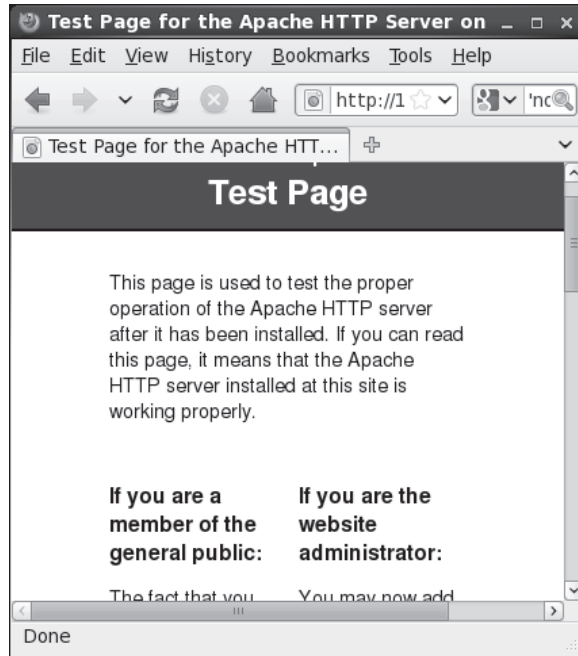 Test Page for the Apache HTTP Server on
File Edit View History Bookmarks Tools Help
http://1 'no
Test Page for the Apache HTT...
Test Page
This page is used to test the proper
operation of the Apache HTTP server
after it has been installed. If you can read
this page, it means that the Apache
HTTP server installed at this site is
working properly.
If you are a
member of the
general public:
If you are the
website
administrator:
The fact that you
You may now add
Done